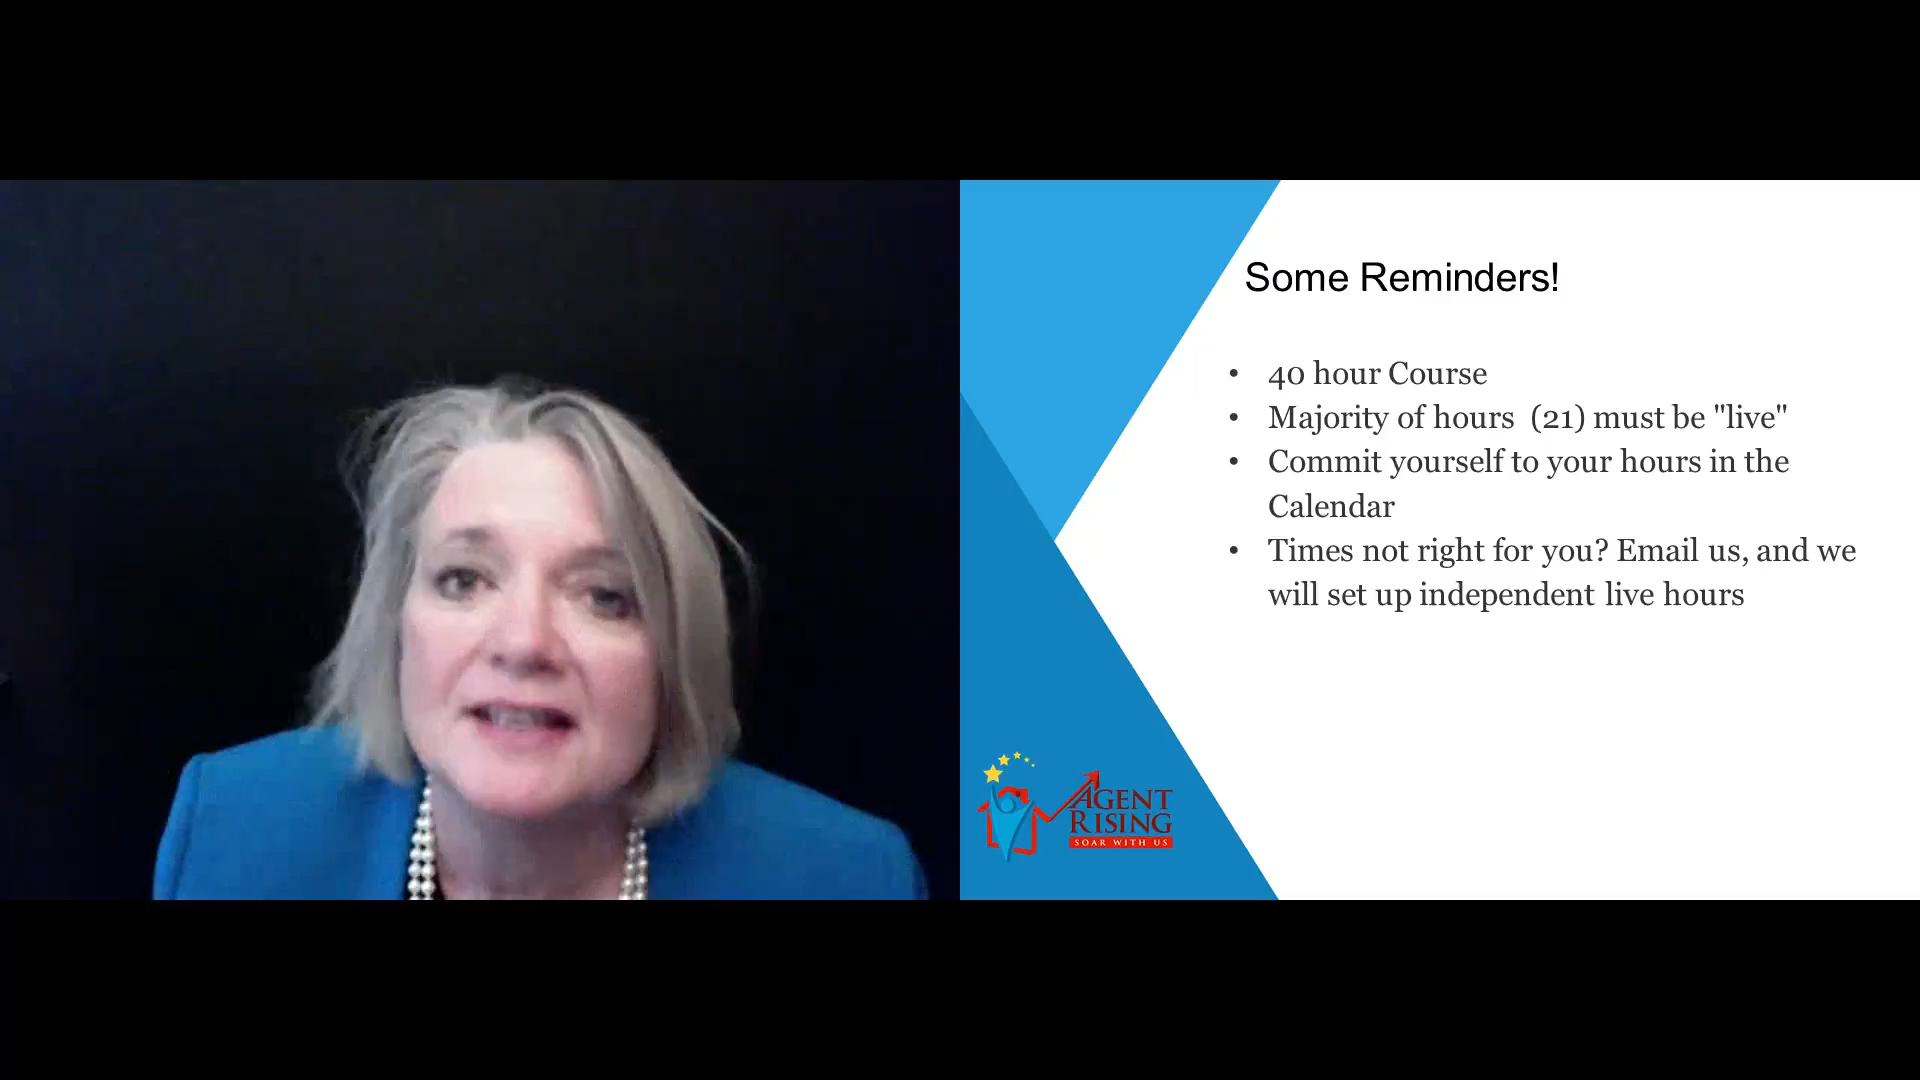 Some Reminders!
• 40 hour Course
• Majority of hours  (21) must be "live"
• Commit yourself to your hours in the
Calendar
• Times not right for you? Email us, and we
will set up independent live hours
AGENT
RISING
SOAR WITH US